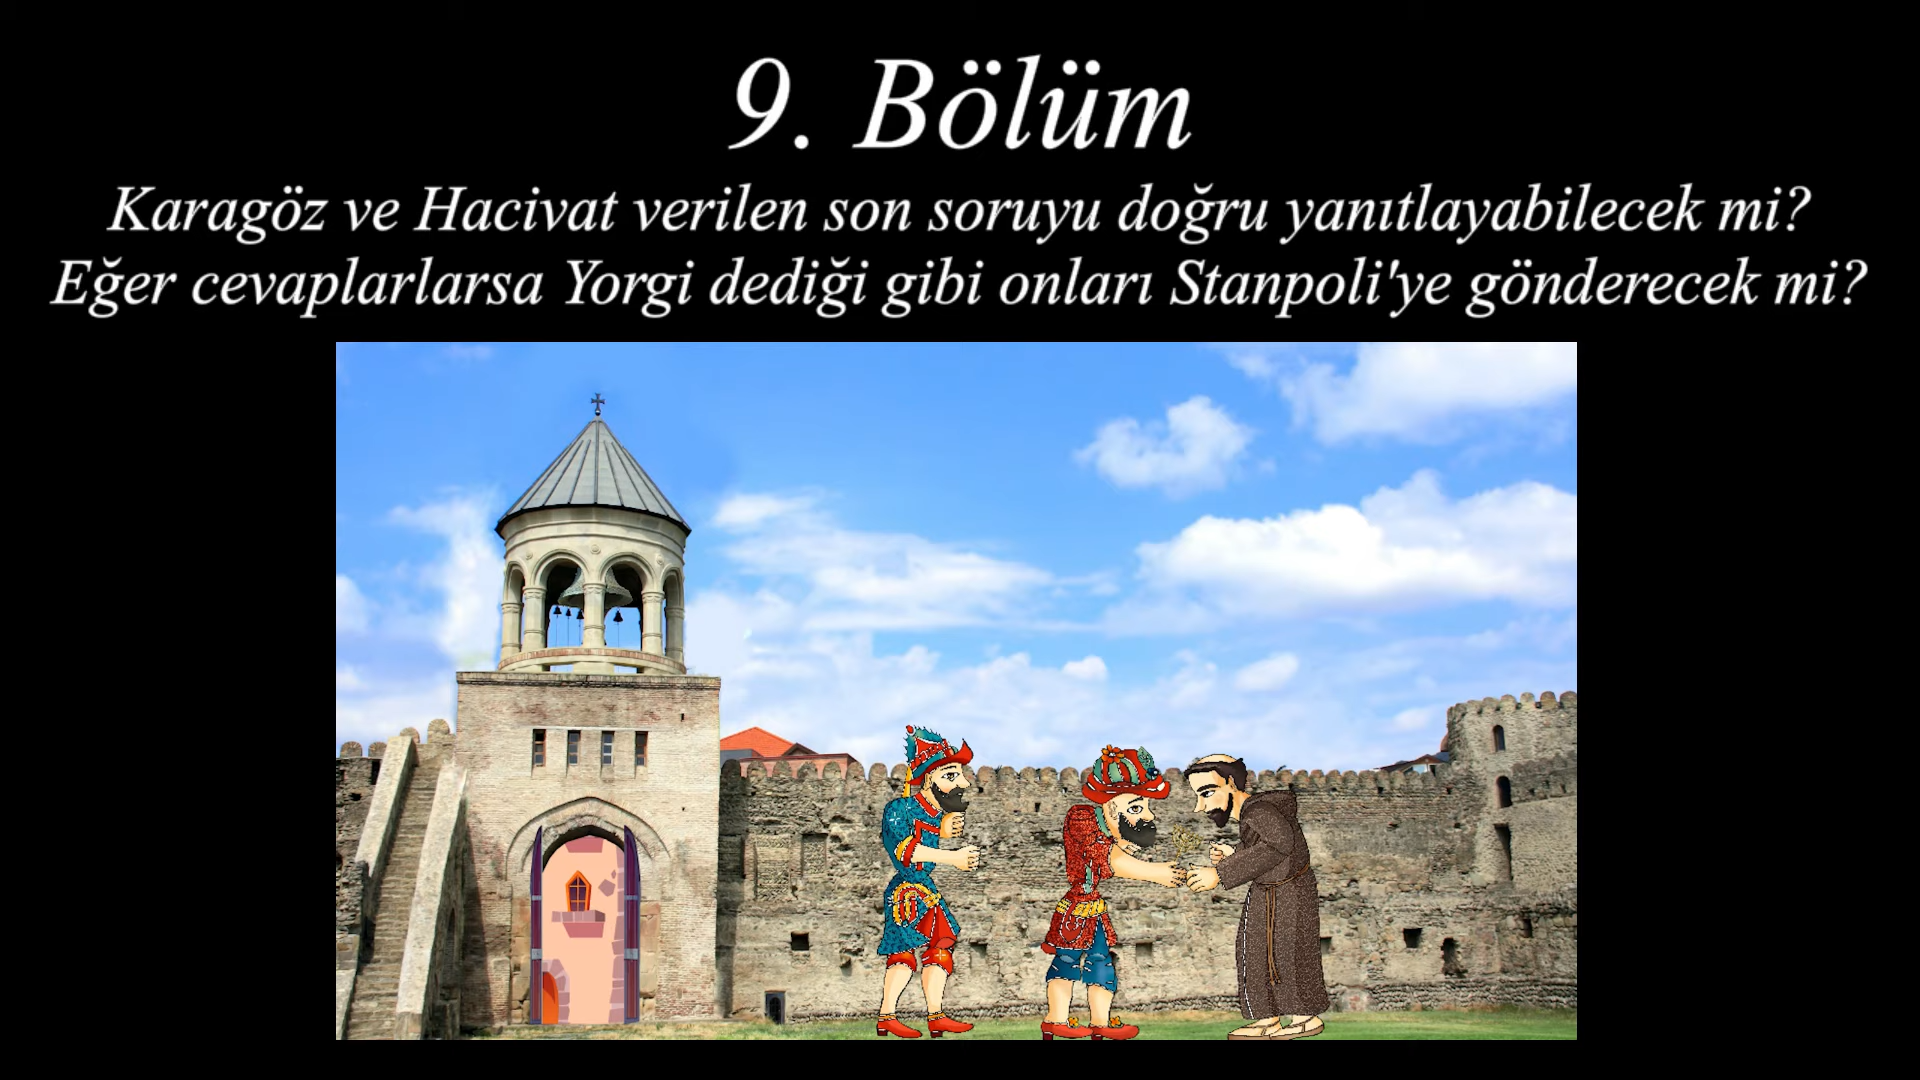 9. Bölüm
Karagöz ve Hacivat verilen son soruyu doğru yanıtlayabilecek mi?
Eğer cevaplarlarsa Yorgi dediği gibi onları Stanpoli'ye gönderecek mi?